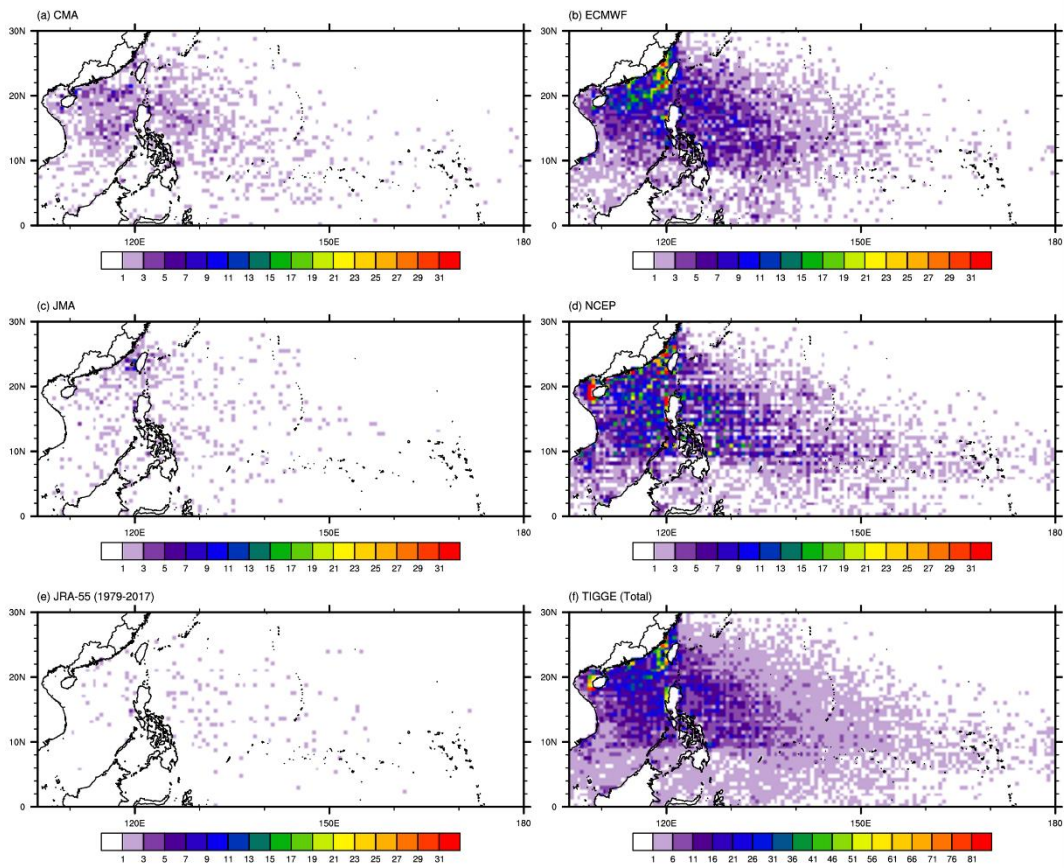 (a) CMA
30N
20N
10N
0
120E 150E 180
1 3 5 7 9 11 13 15 17 19 21 23 25 27 29 31
(b) ECMWF
30N
20N
10N
0
120E 150E 180
1 3 5 7 9 11 13 15 17 19 21 23 25 27 29 31
(c) JMA
30N
20N
10N
0
120E 150E 180
1 3 5 7 9 11 13 15 17 19 21 23 25 27 29 31
(d) NCEP
30N
20N
10N
0
120E 150E 180
1 3 5 7 9 11 13 15 17 19 21 23 25 27 29 31
(e) JRA-55 (1979-2017)
30N
20N
10N
0
120E 150E 180
1 3 5 7 9 11 13 15 17 19 21 23 25 27 29 31
(f) TIGGE (Total)
30N
20N
10N
0
120E 150E 180
1 6 11 16 21 26 31 36 41 46 51 56 61 66 71 76 81